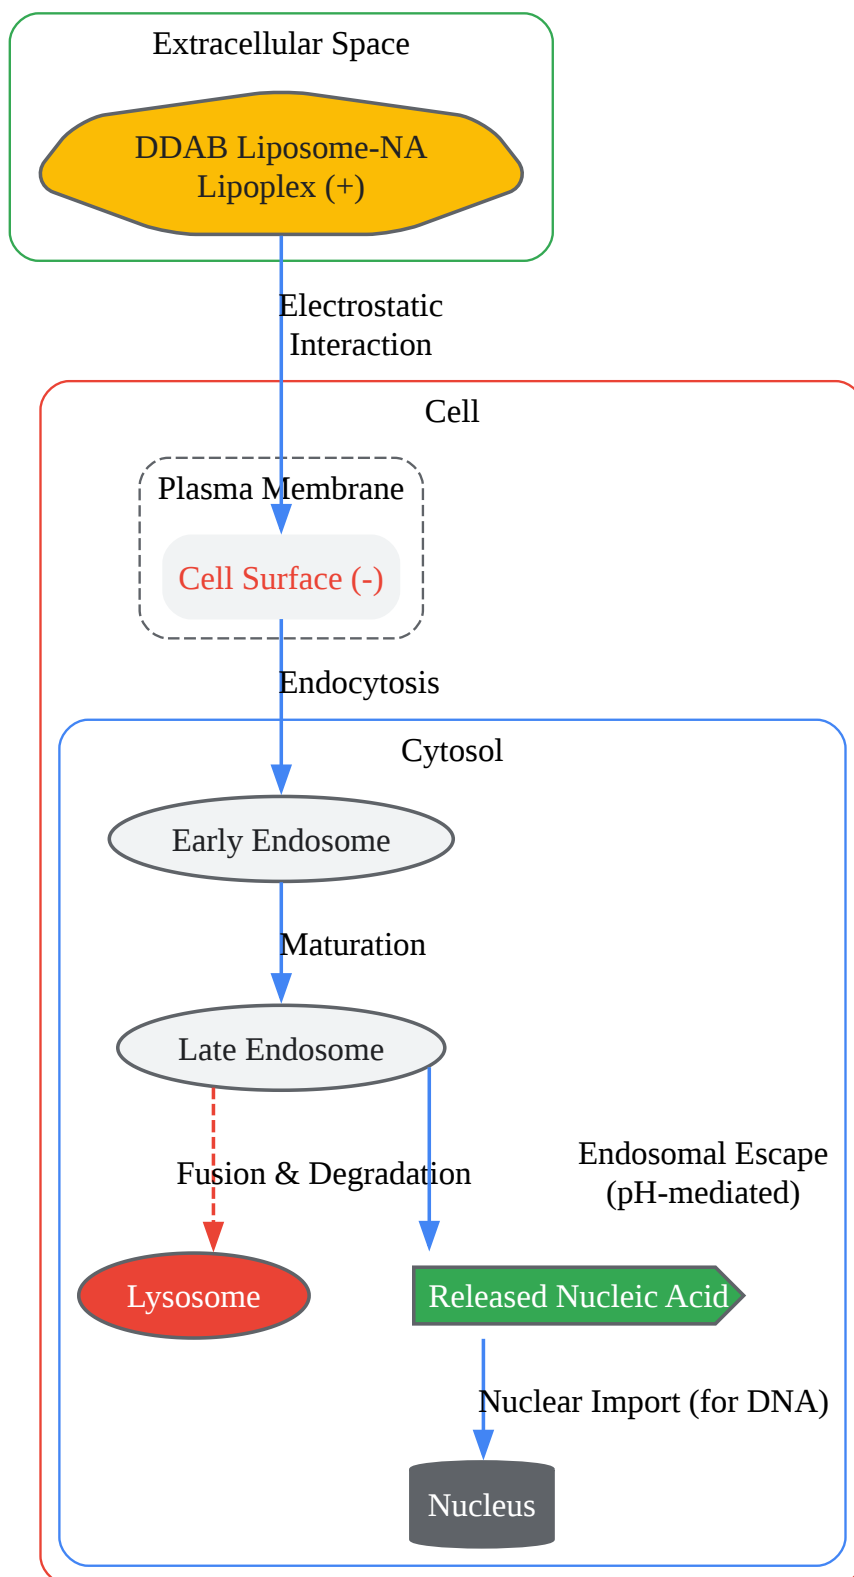 Extracellular Space
DDAB Liposome-NA
Lipoplex (+)
Electrostatic
Interaction
Cell
Plasma Membrane
Cell Surface (-)
Endocytosis
Cytosol
Early Endosome
Maturation
Late Endosome
Fusion & Degradation
Endosomal Escape
(pH-mediated)
Lysosome
Released Nucleic Acid
Nuclear Import (for DNA)
Nucleus